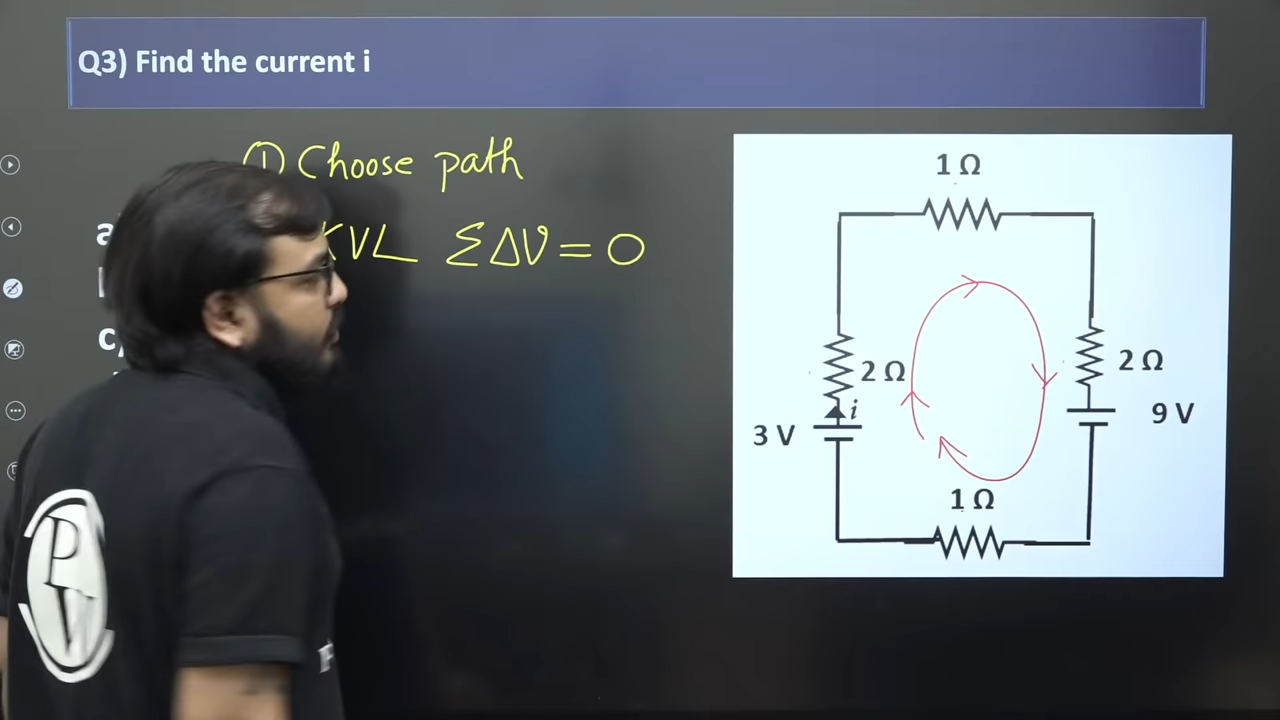 Q3) Find the current i
① Choose path
KVL ΣΔV = 0
a
c)
1 Ω
2 Ω
i
2 Ω
3 V
9 V
1 Ω
P
W